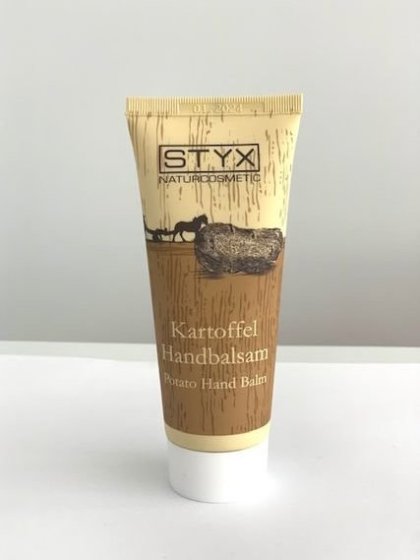 01.2024
STYX
NATURCOSMETIC
Kartoffel
Handbalsam
Potato Hand Balm